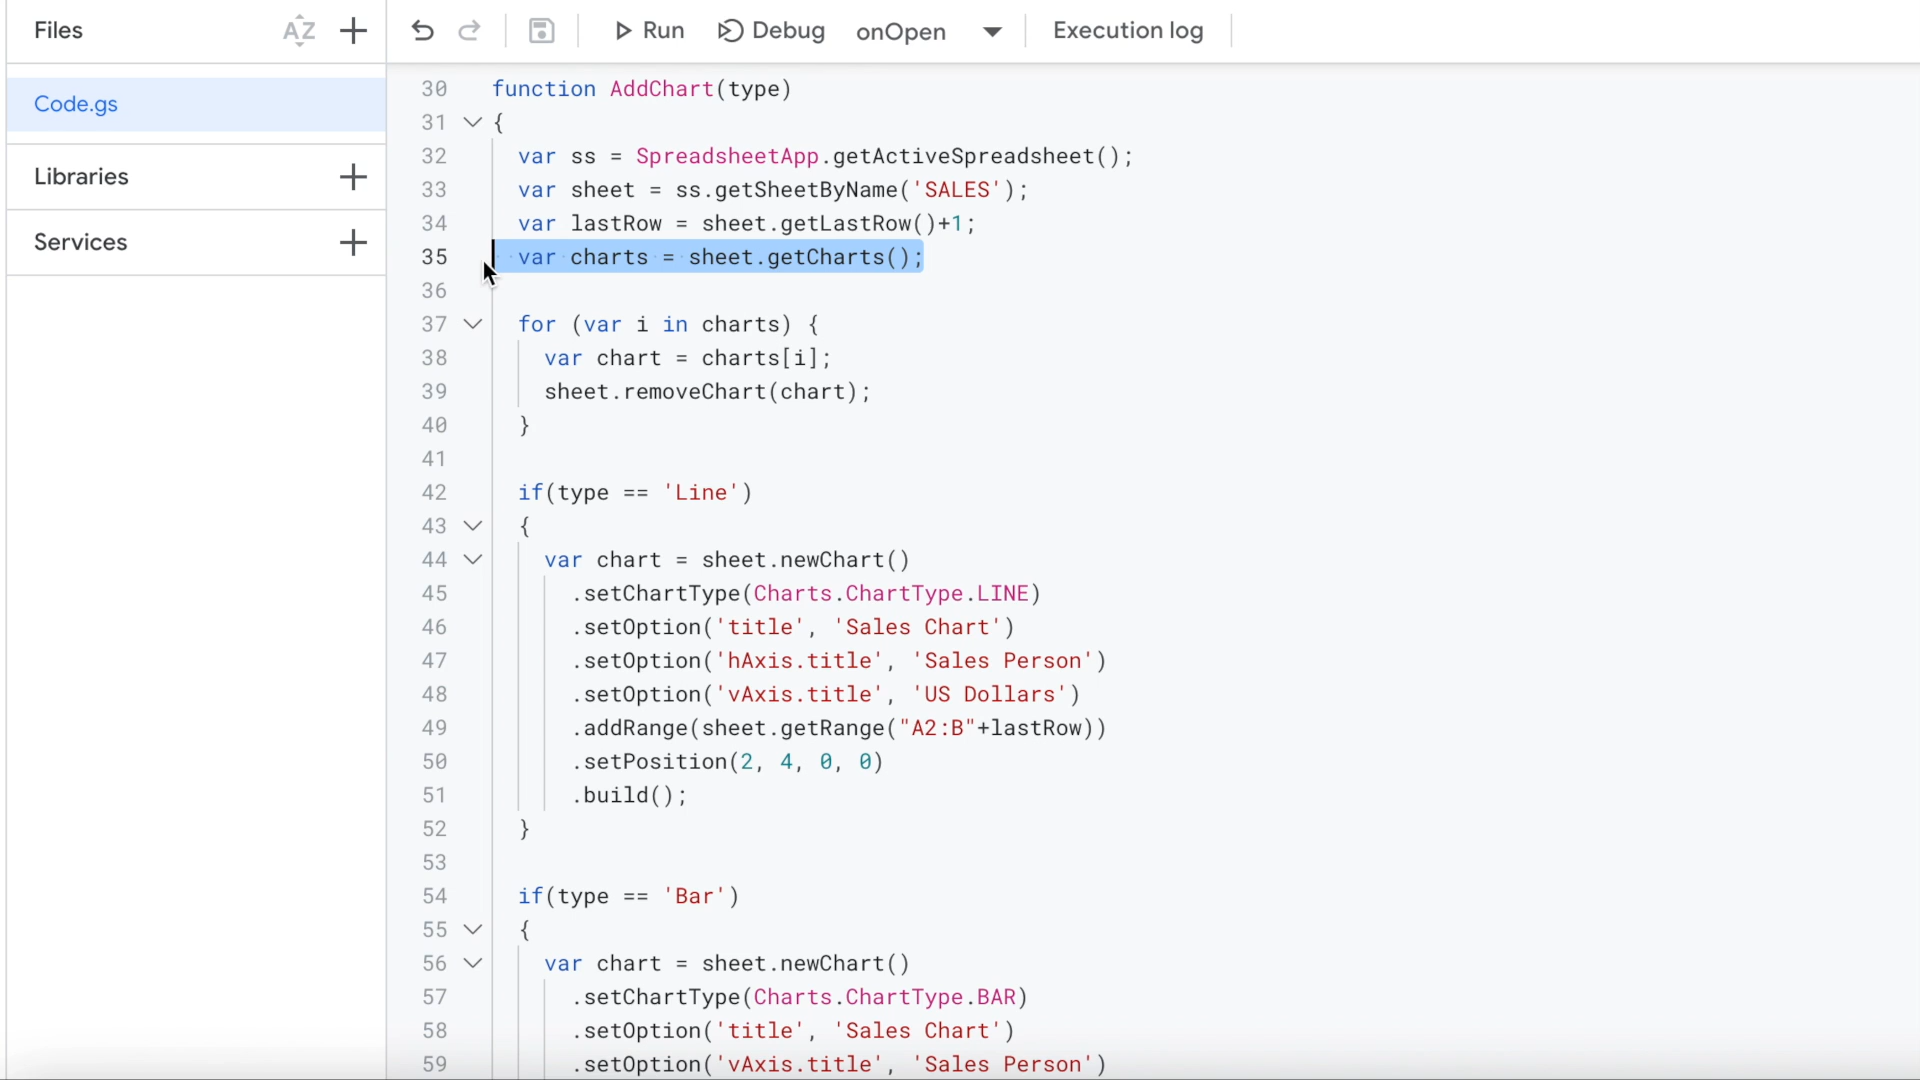 Files
Run
Debug
onOpen
Execution log
Code.gs
Libraries
Services
30 function AddChart(type)
31 {
32 var ss = SpreadsheetApp.getActiveSpreadsheet();
33 var sheet = ss.getSheetByName('SALES');
34 var lastRow = sheet.getLastRow()+1;
35 var charts = sheet.getCharts();
36
37 for (var i in charts) {
38 var chart = charts[i];
39 sheet.removeChart(chart);
40 }
41
42 if(type == 'Line')
43 {
44 var chart = sheet.newChart()
45 .setChartType(Charts.ChartType.LINE)
46 .setOption('title', 'Sales Chart')
47 .setOption('hAxis.title', 'Sales Person')
48 .setOption('vAxis.title', 'US Dollars')
49 .addRange(sheet.getRange("A2:B"+lastRow))
50 .setPosition(2, 4, 0, 0)
51 .build();
52 }
53
54 if(type == 'Bar')
55 {
56 var chart = sheet.newChart()
57 .setChartType(Charts.ChartType.BAR)
58 .setOption('title', 'Sales Chart')
59 .setOption('vAxis.title', 'Sales Person')